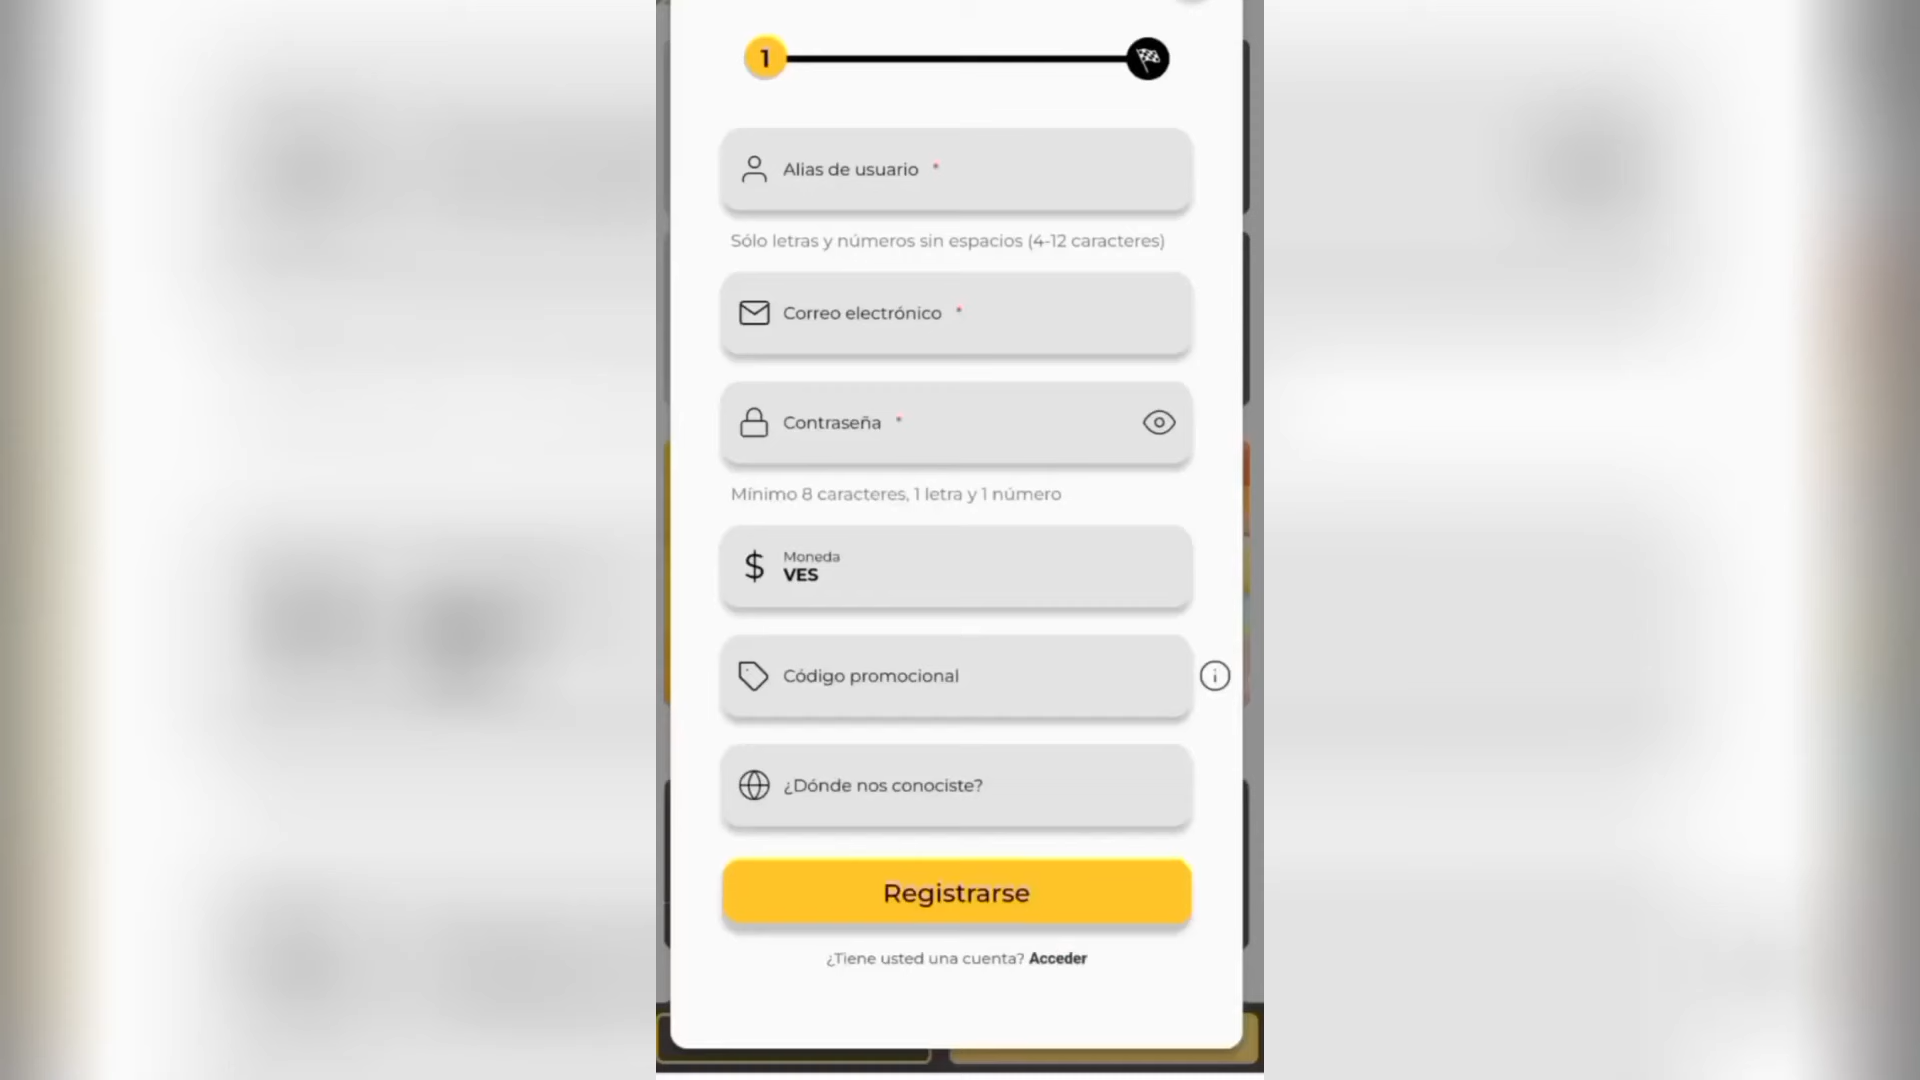 1
Alias de usuario *
Sólo letras y números sin espacios (4-12 caracteres)
Correo electrónico *
Contraseña *
Mínimo 8 caracteres, 1 letra y 1 número
$ Moneda
VES
Código promocional
¿Dónde nos conociste?
Registrarse
¿Tiene usted una cuenta? Acceder